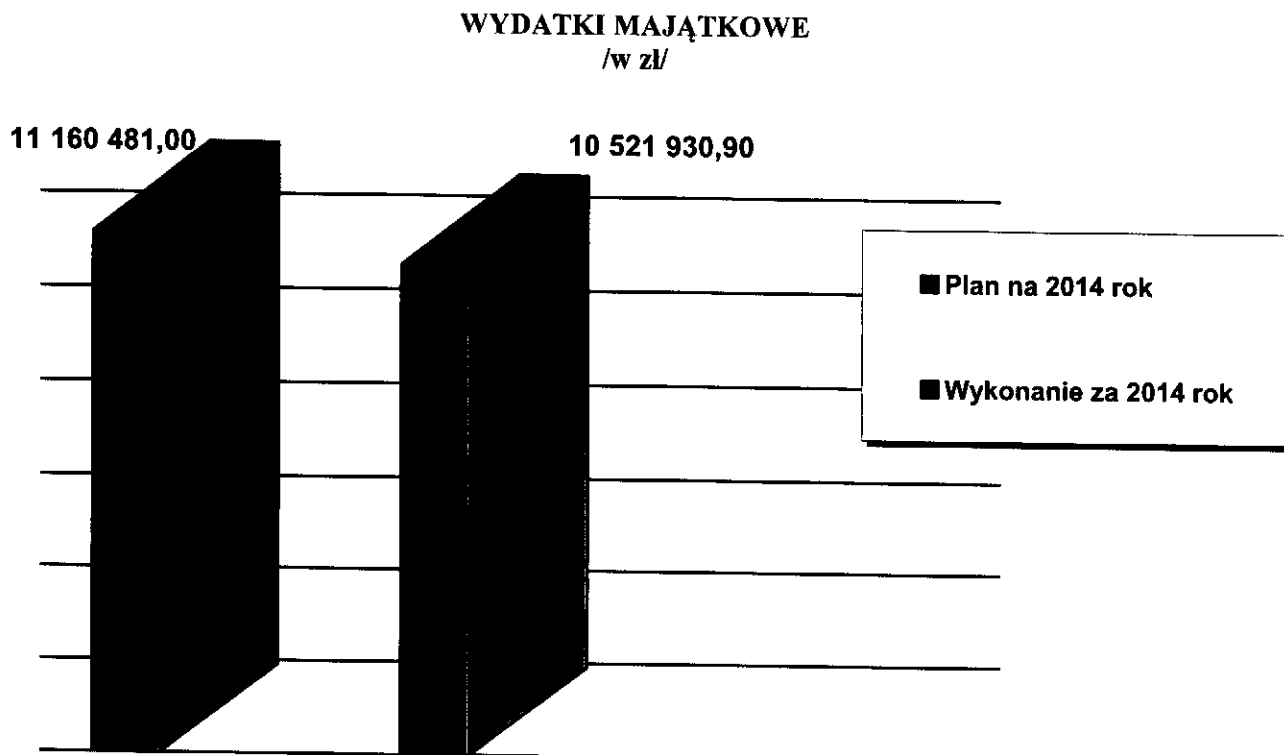 WYDATKI MAJĄTKOWE
/w zł/
11 160 481,00
10 521 930,90
Plan na 2014 rok
Wykonanie za 2014 rok